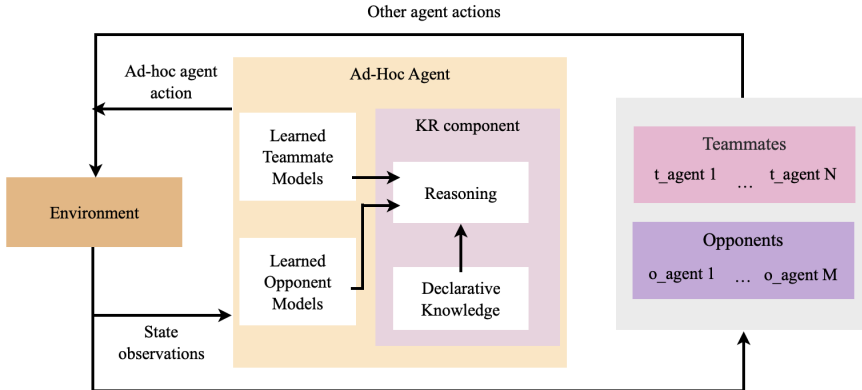 Other agent actions
Ad-hoc agent
action
Ad-Hoc Agent
Learned
Teammate
Models
KR component
Reasoning
Teammates
t_agent 1 ... t_agent N
Environment
Learned
Opponent
Models
Declarative
Knowledge
Opponents
o_agent 1 ... o_agent M
State
observations